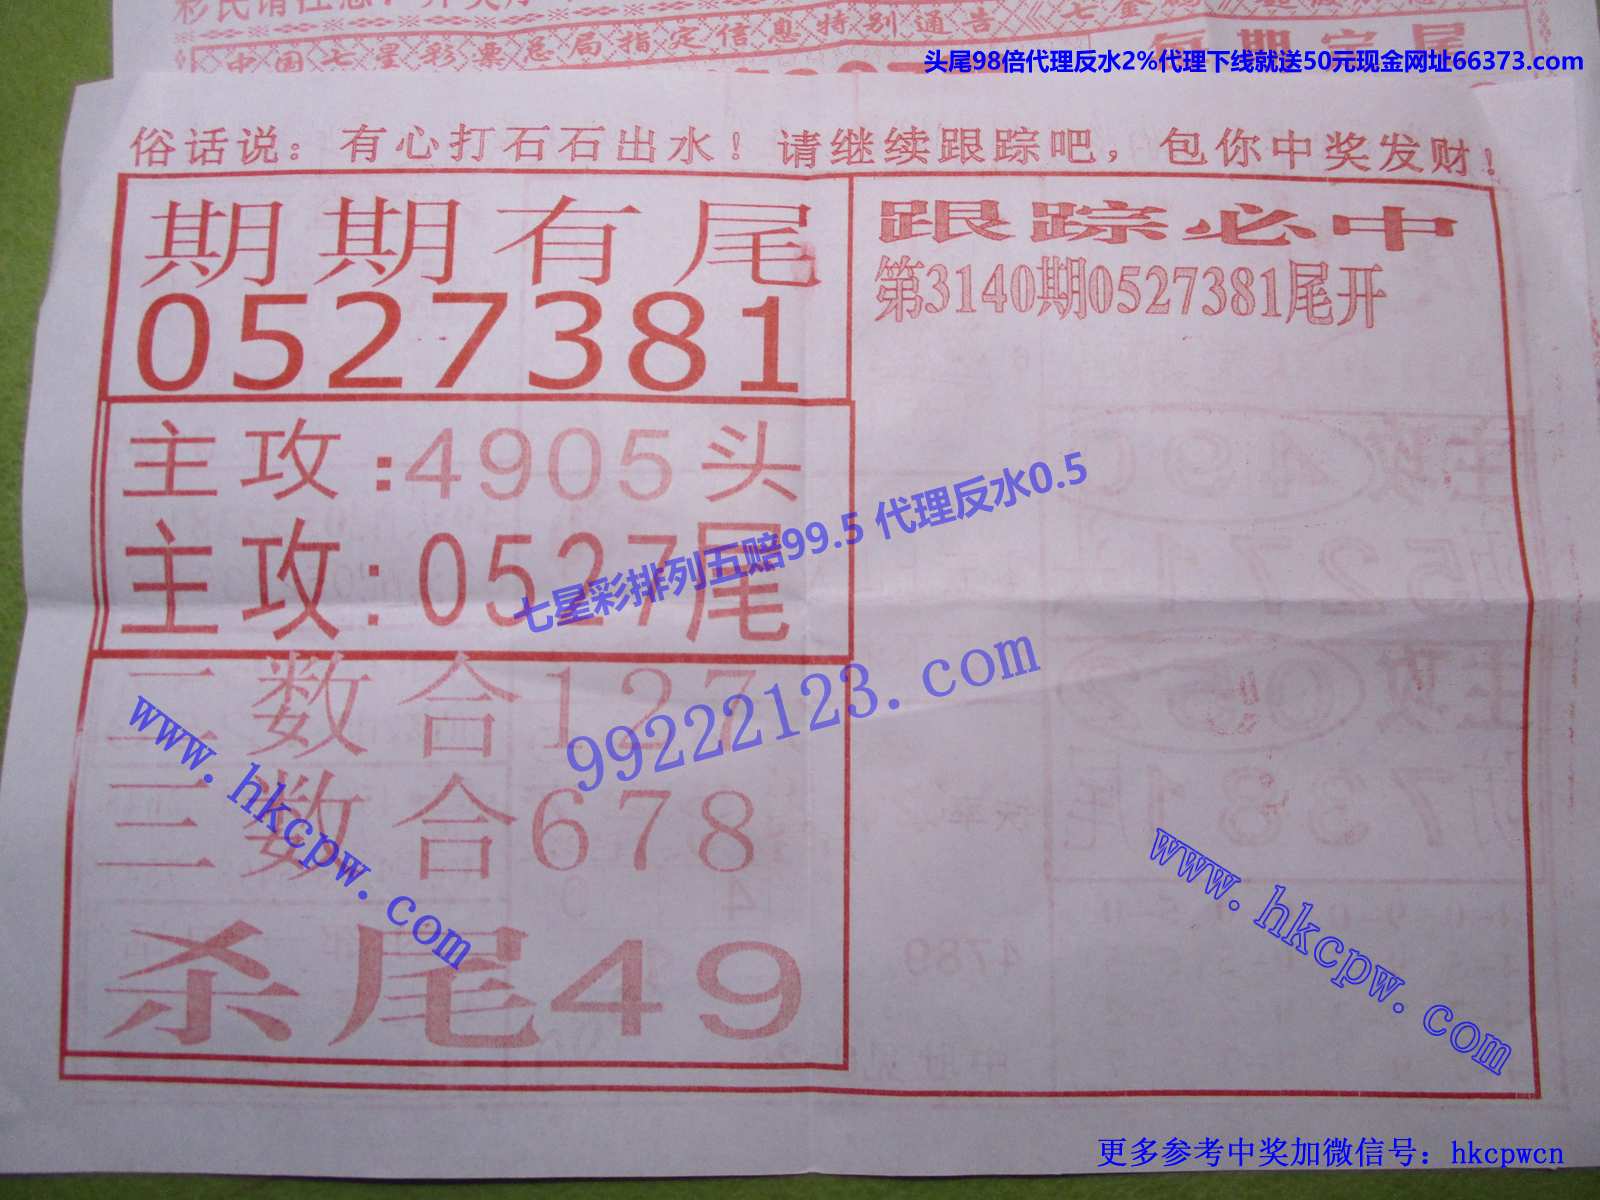 中国七星彩票总局指定信息特别通告
头尾98倍代理反水2%代理下线就送50元现金网址66373.com
俗话说：有心打石石出水！请继续跟踪吧，包你中奖发财！
期期有尾
0527381
跟踪必中
第3140期0527381尾开
主攻:4905头
主攻:0527尾
七星彩排列五赔99.5 代理反水0.5
99222123.com
二数合127
三数合678
www.hkcpw.com
www.hkcpw.com
杀尾49
更多参考中奖加微信号：hkcpwcn